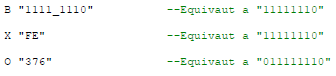 B "1111_1110" --Equivaut a "11111110"
X "FE" --Equivaut a "11111110"
O "376" --Equivaut a "011111110"